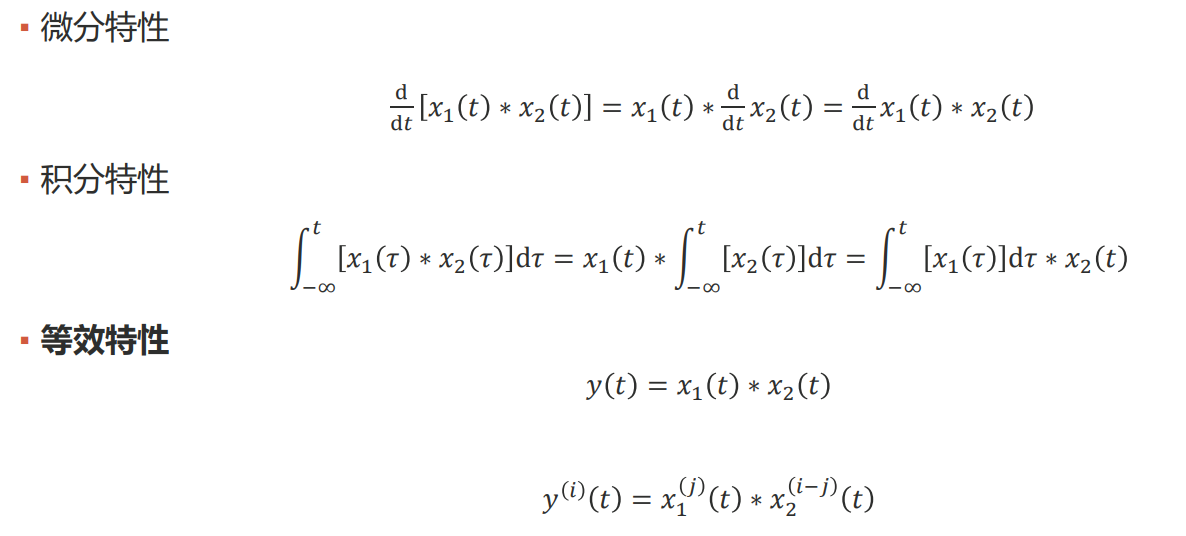 ▪ 微分特性
d/dt [x₁(t) ∗ x₂(t)] = x₁(t) ∗ d/dt x₂(t) = d/dt x₁(t) ∗ x₂(t)
▪ 积分特性
∫_{−∞}^{t} [x₁(τ) ∗ x₂(τ)]dτ = x₁(t) ∗ ∫_{−∞}^{t} [x₂(τ)]dτ = ∫_{−∞}^{t} [x₁(τ)]dτ ∗ x₂(t)
▪ 等效特性
y(t) = x₁(t) ∗ x₂(t)
y^{(i)}(t) = x₁^{(j)}(t) ∗ x₂^{(i−j)}(t)